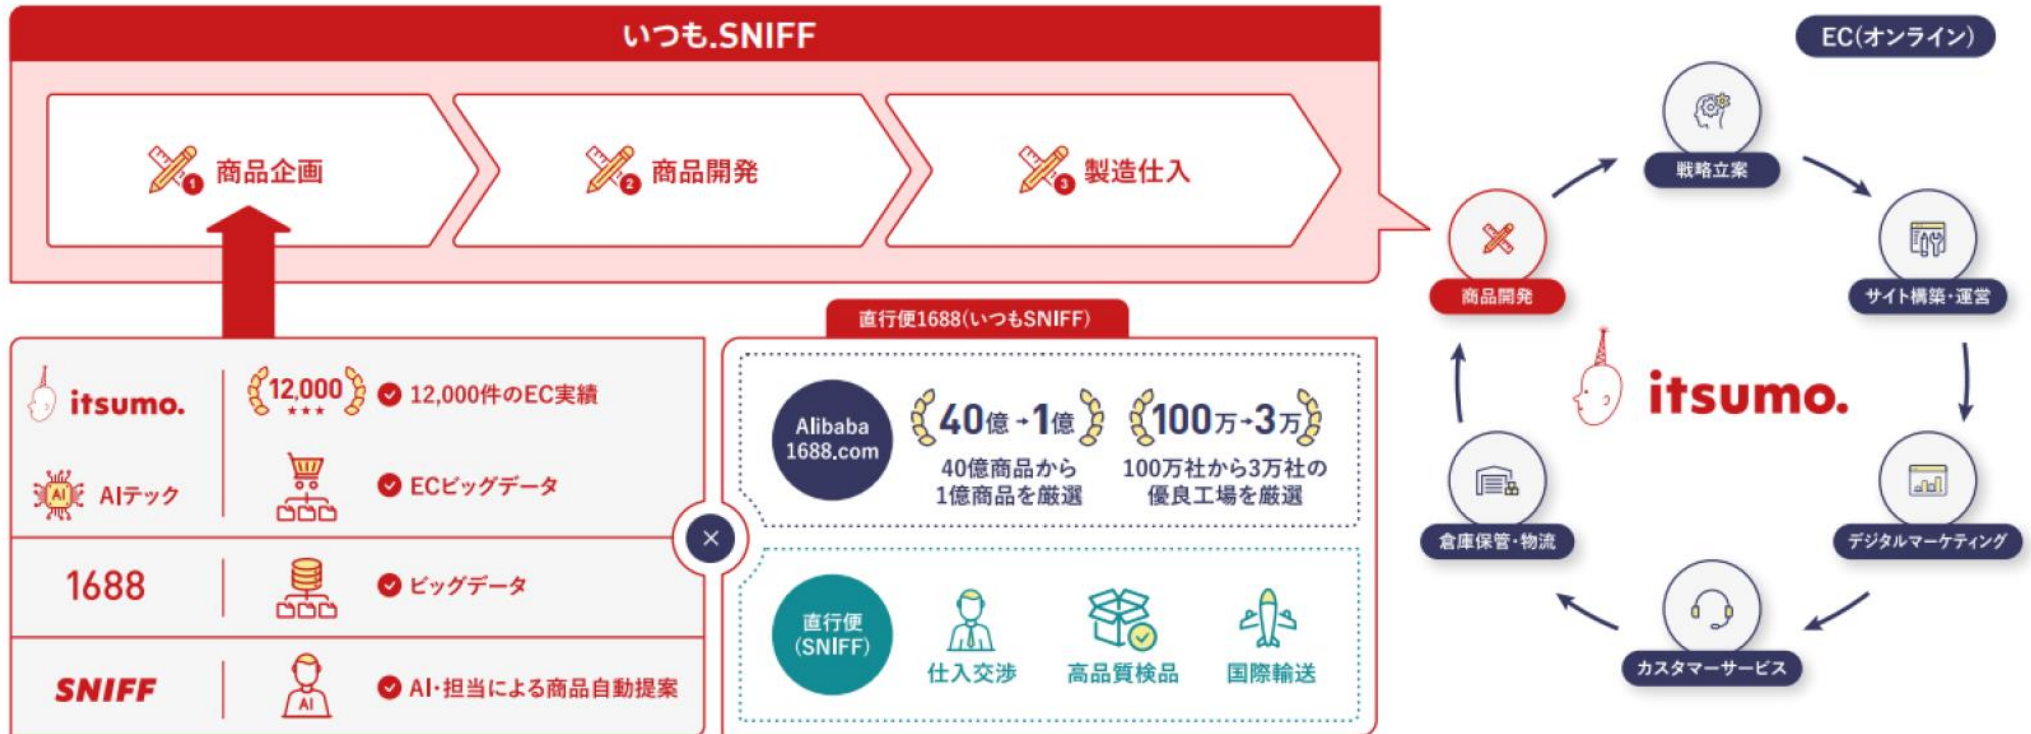 いつも.SNIFF
1 商品企画
2 商品開発
3 製造仕入
itsumo.
12,000
12,000件のEC実績
AI
AIテック
ECビッグデータ
1688
ビッグデータ
SNIFF
AI
AI・担当による商品自動提案
×
直行便1688(いつもSNIFF)
Alibaba
1688.com
40億→1億
40億商品から
1億商品を厳選
100万→3万
100万社から3万社の
優良工場を厳選
直行便
(SNIFF)
仕入交渉
高品質検品
国際輸送
EC(オンライン)
戦略立案
サイト構築・運営
デジタルマーケティング
カスタマーサービス
倉庫保管・物流
商品開発
itsumo.